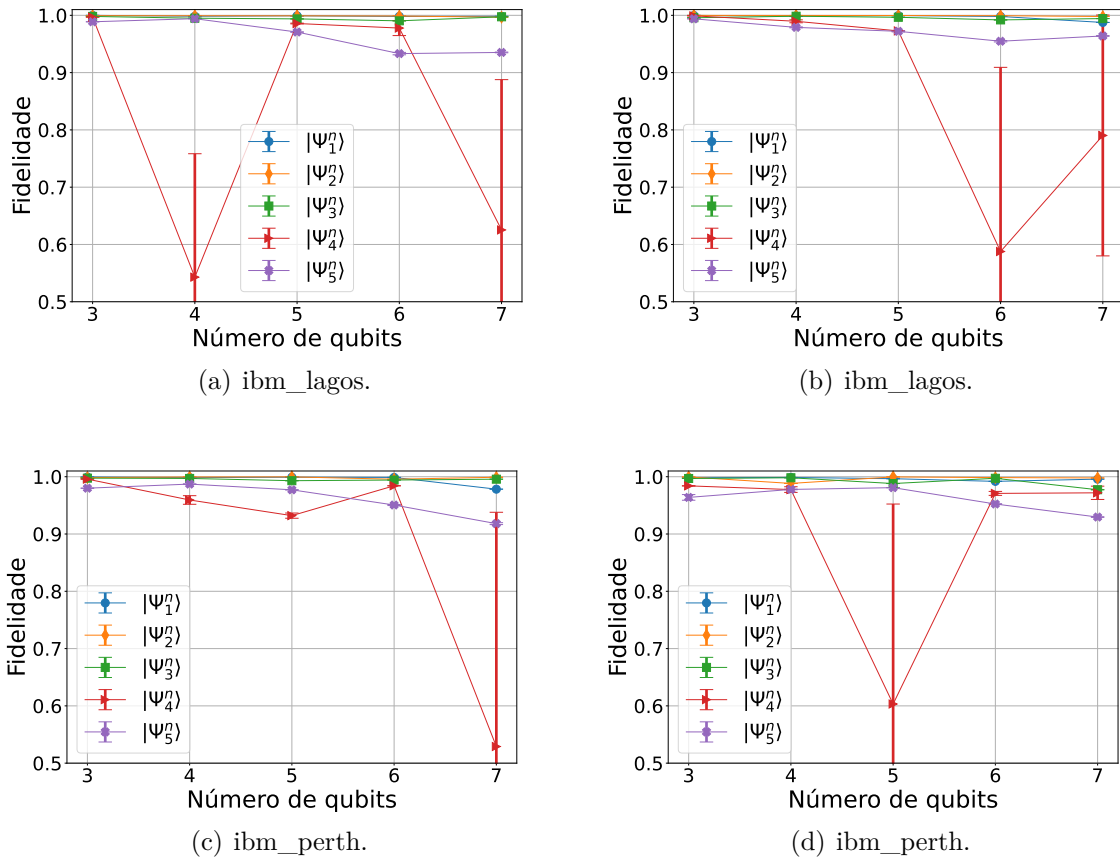 1.0
0.9
0.8
0.7
0.6
0.5
Fidelidade
|Ψ₁ⁿ⟩
|Ψ₂ⁿ⟩
|Ψ₃ⁿ⟩
|Ψ₄ⁿ⟩
|Ψ₅ⁿ⟩
3 4 5 6 7
Número de qubits
(a) ibm_lagos.
1.0
0.9
0.8
0.7
0.6
0.5
Fidelidade
|Ψ₁ⁿ⟩
|Ψ₂ⁿ⟩
|Ψ₃ⁿ⟩
|Ψ₄ⁿ⟩
|Ψ₅ⁿ⟩
3 4 5 6 7
Número de qubits
(b) ibm_lagos.
1.0
0.9
0.8
0.7
0.6
0.5
Fidelidade
|Ψ₁ⁿ⟩
|Ψ₂ⁿ⟩
|Ψ₃ⁿ⟩
|Ψ₄ⁿ⟩
|Ψ₅ⁿ⟩
3 4 5 6 7
Número de qubits
(c) ibm_perth.
1.0
0.9
0.8
0.7
0.6
0.5
Fidelidade
|Ψ₁ⁿ⟩
|Ψ₂ⁿ⟩
|Ψ₃ⁿ⟩
|Ψ₄ⁿ⟩
|Ψ₅ⁿ⟩
3 4 5 6 7
Número de qubits
(d) ibm_perth.